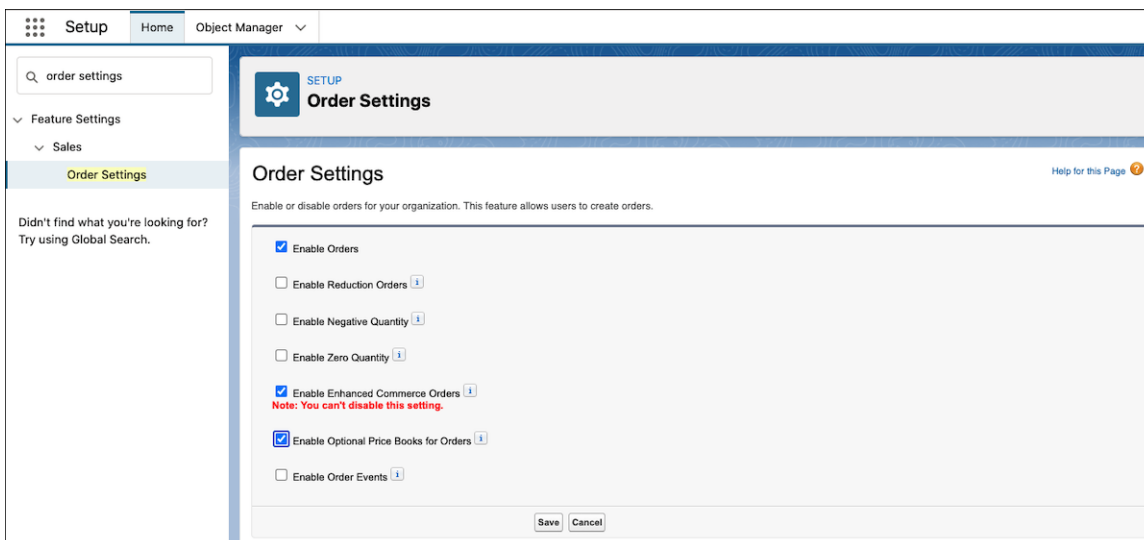 Setup
Home
Object Manager
order settings
Feature Settings
Sales
Order Settings
Didn't find what you're looking for?
Try using Global Search.
SETUP
Order Settings
Order Settings
Help for this Page ?
Enable or disable orders for your organization. This feature allows users to create orders.
Enable Orders
Enable Reduction Orders i
Enable Negative Quantity i
Enable Zero Quantity i
Enable Enhanced Commerce Orders i
Note: You can't disable this setting.
Enable Optional Price Books for Orders i
Enable Order Events i
Save Cancel